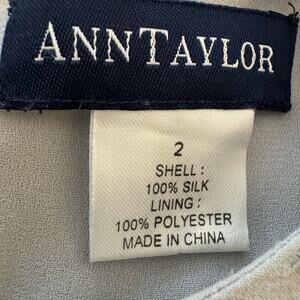 ANNTAYLOR
2
SHELL :
100% SILK
LINING :
100% POLYESTER
MADE IN CHINA